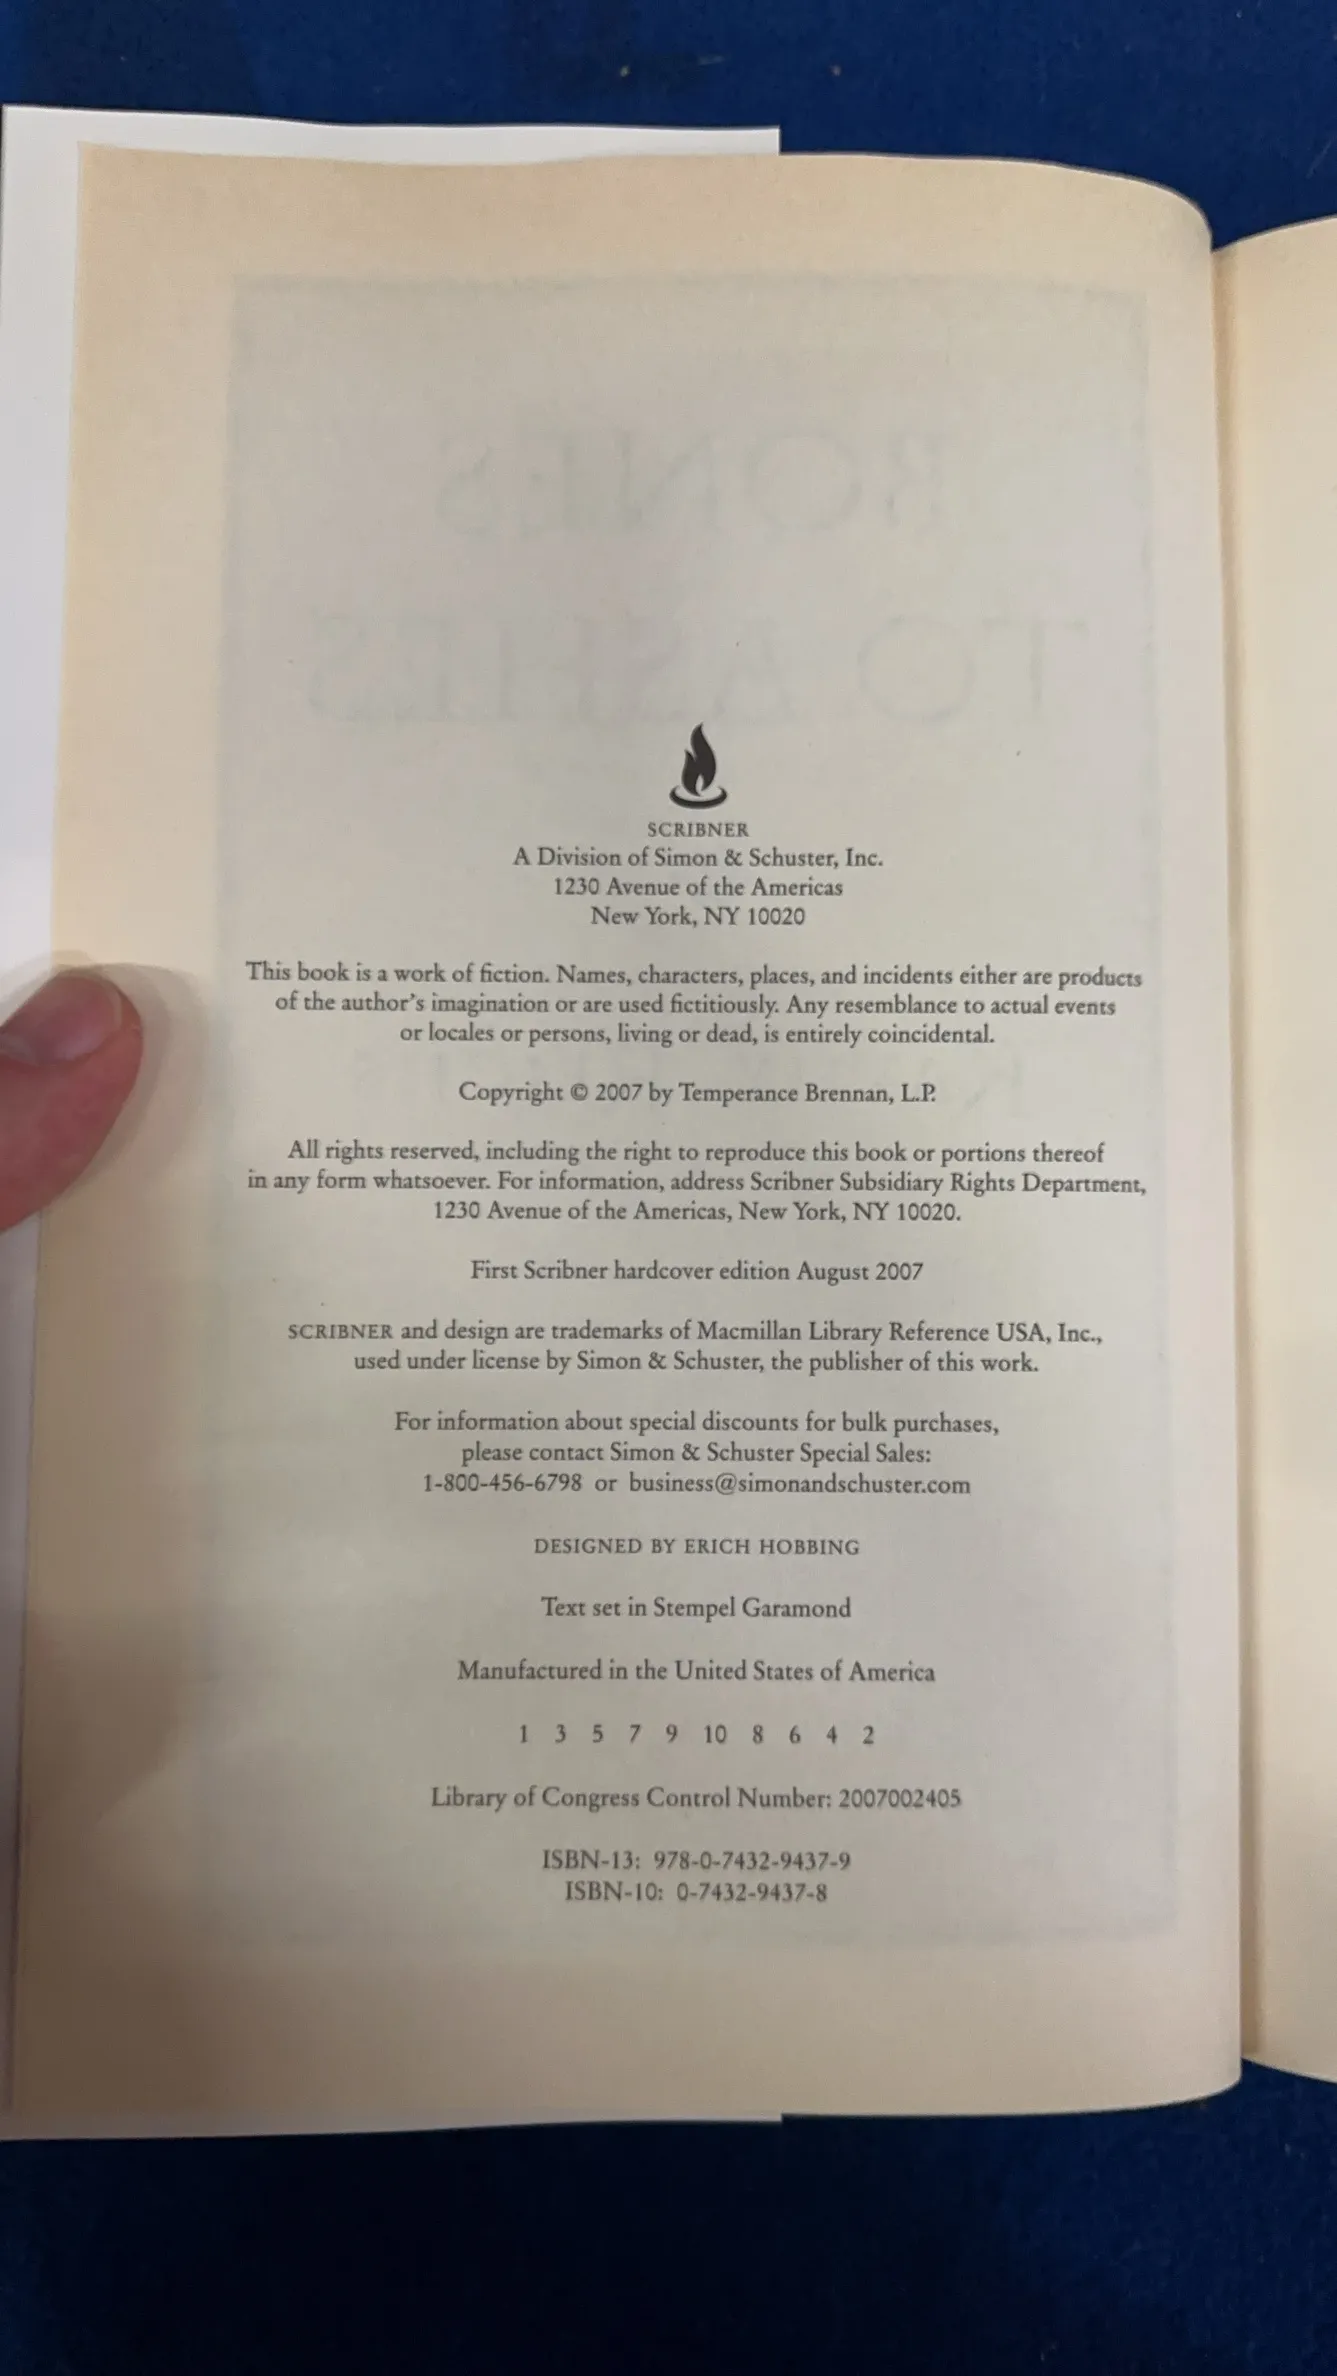 BONES
TO ASHES
SCRIBNER
A Division of Simon & Schuster, Inc.
1230 Avenue of the Americas
New York, NY 10020
This book is a work of fiction. Names, characters, places, and incidents either are products
of the author's imagination or are used fictitiously. Any resemblance to actual events
or locales or persons, living or dead, is entirely coincidental.
Copyright © 2007 by Temperance Brennan, L.P.
All rights reserved, including the right to reproduce this book or portions thereof
in any form whatsoever. For information, address Scribner Subsidiary Rights Department,
1230 Avenue of the Americas, New York, NY 10020.
First Scribner hardcover edition August 2007
SCRIBNER and design are trademarks of Macmillan Library Reference USA, Inc.,
used under license by Simon & Schuster, the publisher of this work.
For information about special discounts for bulk purchases,
please contact Simon & Schuster Special Sales:
1-800-456-6798 or business@simonandschuster.com
DESIGNED BY ERICH HOBBING
Text set in Stempel Garamond
Manufactured in the United States of America
1 3 5 7 9 10 8 6 4 2
Library of Congress Control Number: 2007002405
ISBN-13: 978-0-7432-9437-9
ISBN-10: 0-7432-9437-8